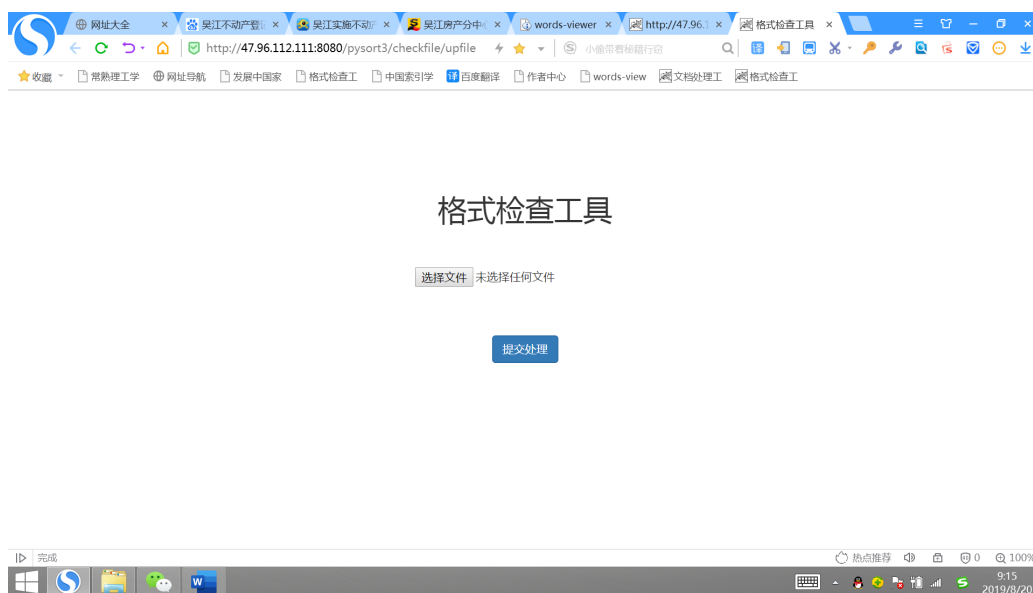 网址大全
吴江不动产登
吴江实施不动产
吴江房产分中心
words-viewer
http://47.96.1
格式检查工具
http://47.96.112.111:8080/pysort3/checkfile/upfile
小偷带着秘籍行窃
收藏
常熟理工学
网址导航
发展中国家
格式检查工
中国索引学
译
百度翻译
作者中心
words-view
文档处理工
格式检查工
格式检查工具
选择文件 未选择任何文件
提交处理
完成
热点推荐
0
100%
9:15
2019/8/20